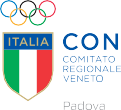 ITALIA
CON
COMITATO
REGIONALE
VENETO
Padova